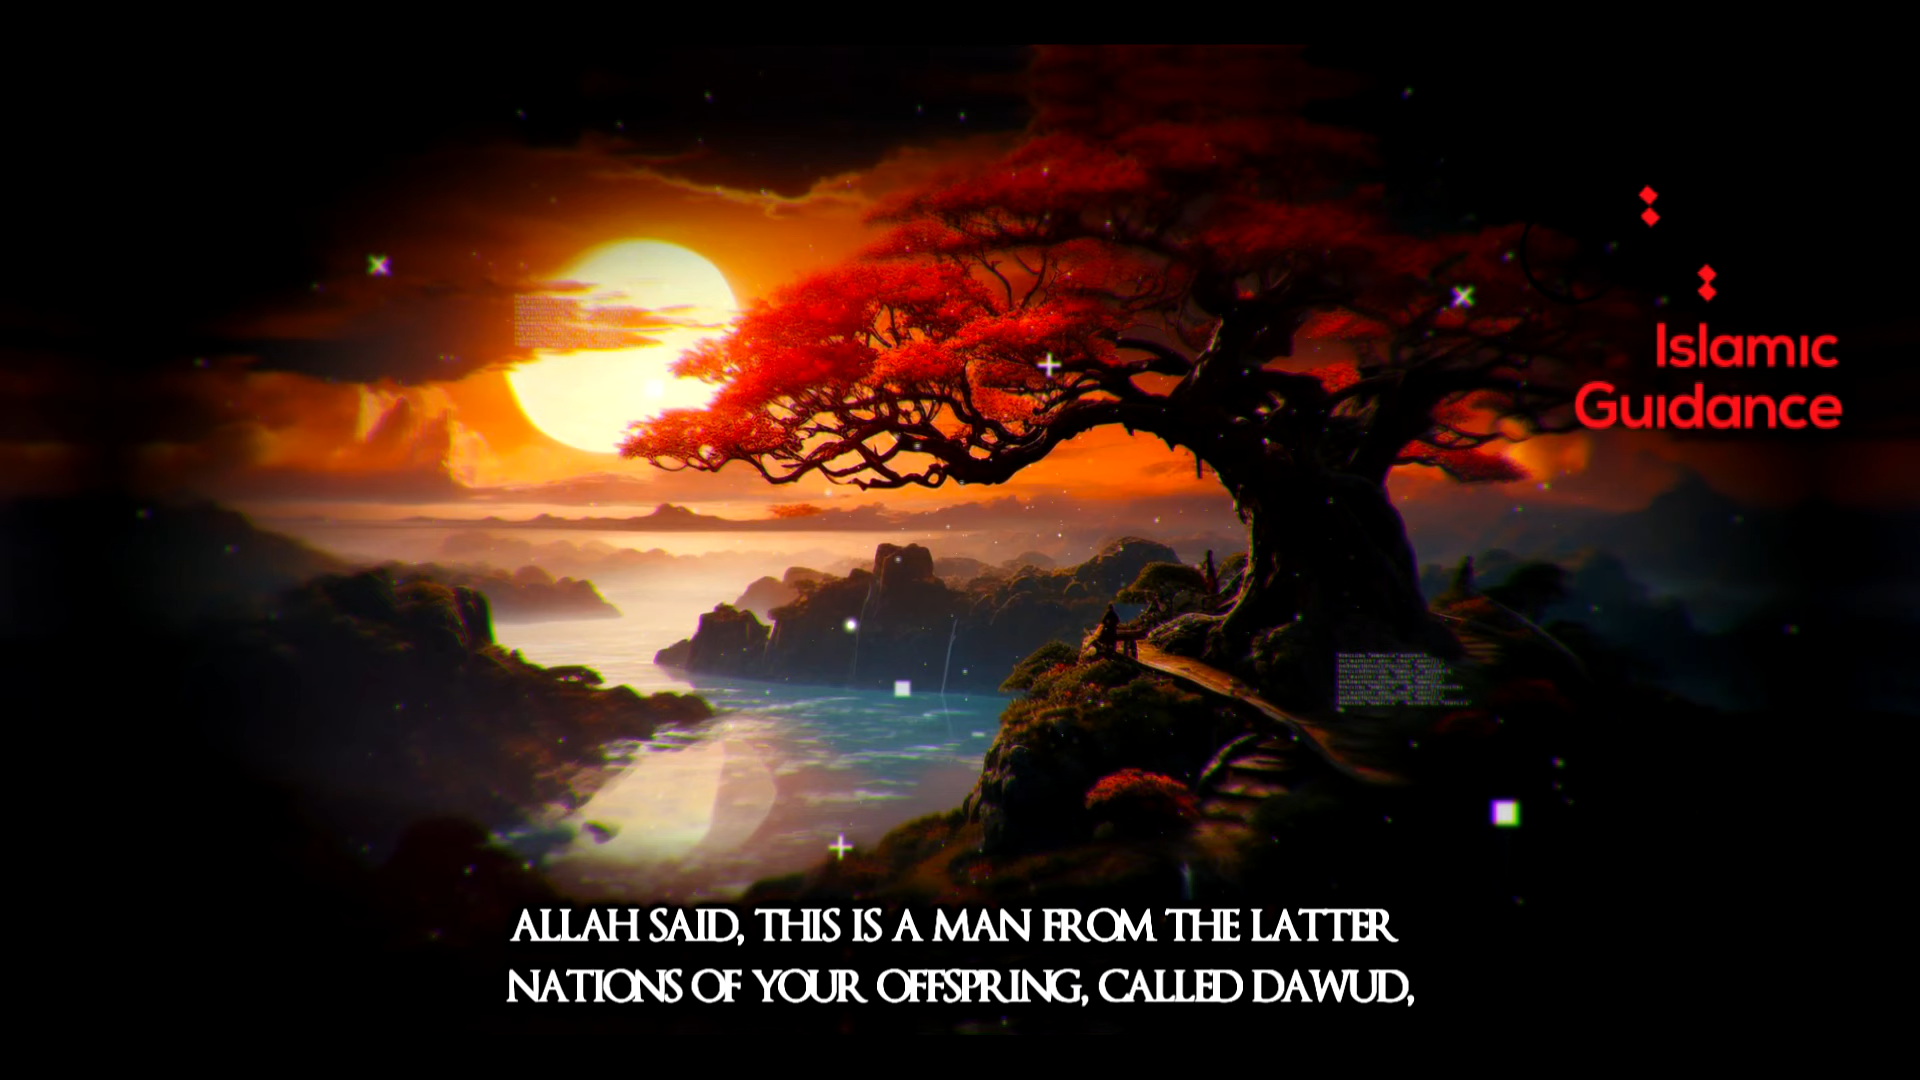 Islamic
Guidance
ALLAH SAID, THIS IS A MAN FROM THE LATTER
NATIONS OF YOUR OFFSPRING, CALLED DAWUD,